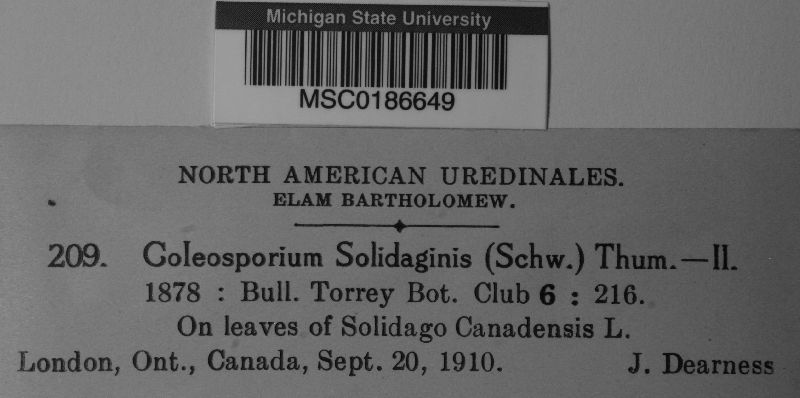 Michigan State University
MSC0186649
NORTH AMERICAN UREDINALES.
ELAM BARTHOLOMEW.
209. Coleosporium Solidaginis (Schw.) Thum.—II.
1878 : Bull. Torrey Bot. Club 6 : 216.
On leaves of Solidago Canadensis L.
London, Ont., Canada, Sept. 20, 1910. J. Dearness